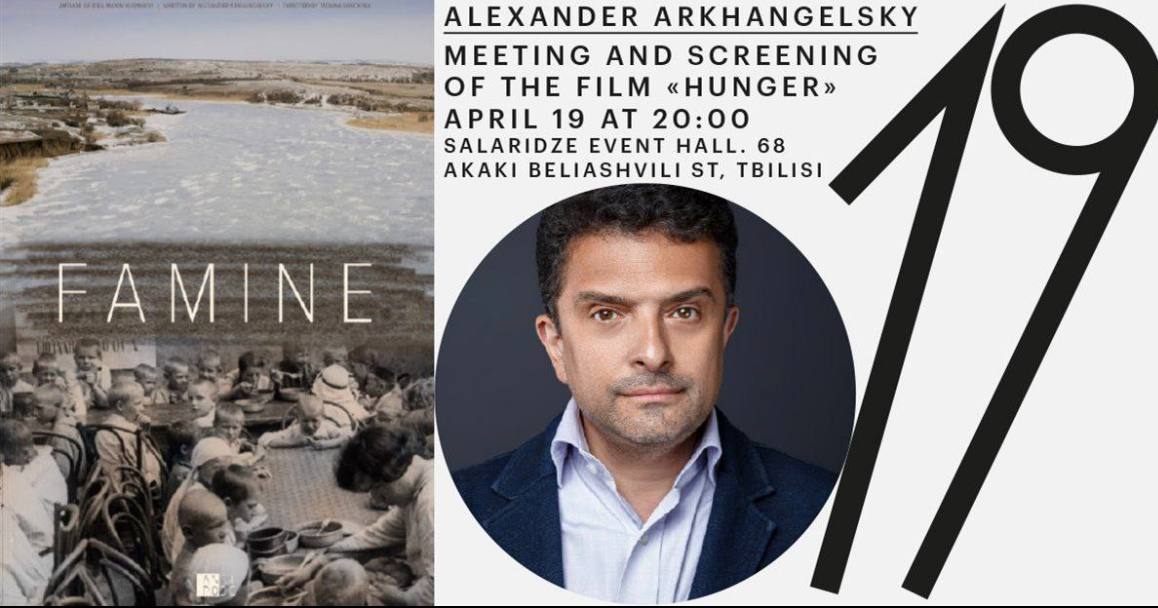 ALEXANDER ARKHANGELSKY
MEETING AND SCREENING
OF THE FILM «HUNGER»
APRIL 19 AT 20:00
SALARIDZE EVENT HALL. 68
AKAKI BELIASHVILI ST, TBILISI
19
FAMINE